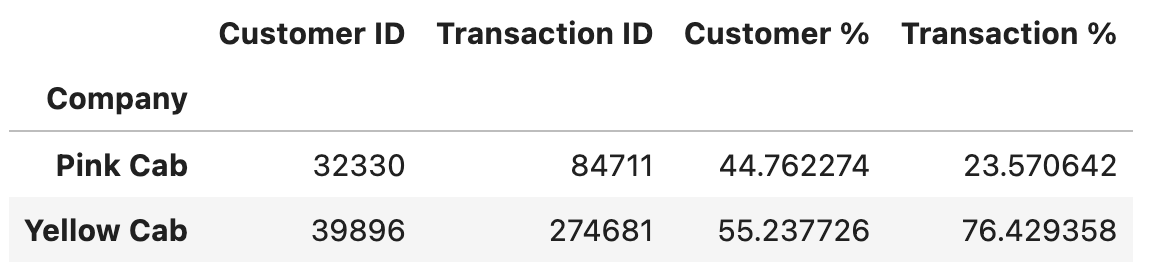 Customer ID Transaction ID Customer % Transaction %
Company
Pink Cab 32330 84711 44.762274 23.570642
Yellow Cab 39896 274681 55.237726 76.429358